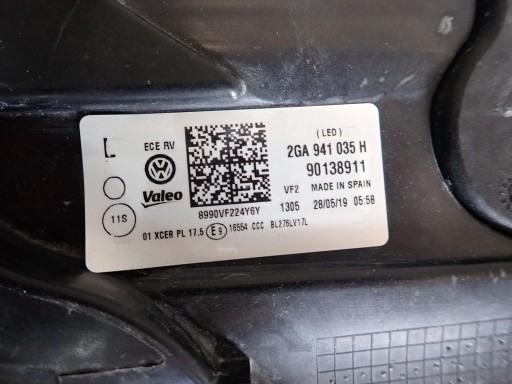 L
ECE RV
VW
Valeo
11S
8990VF224Y6Y
(LED)
2GA 941 035 H
90138911
VF2 MADE IN SPAIN
1305 28/05/19 05:58
01 XCER PL 17.5 E9 16554 CCC BL276LV17L